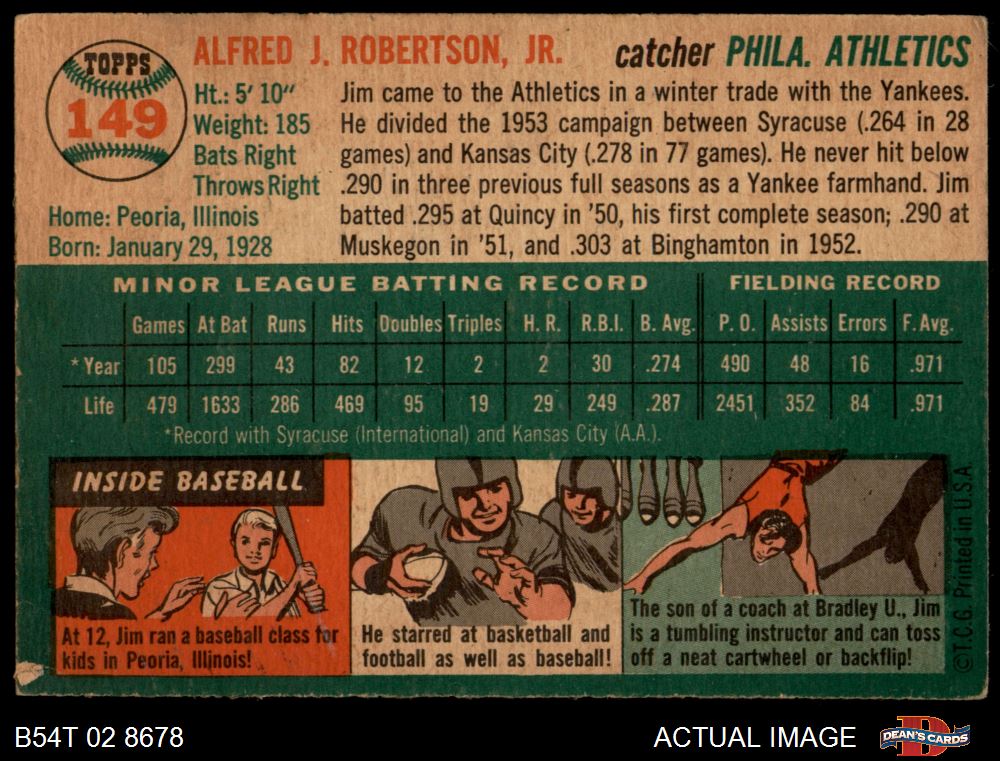 TOPPS
149
ALFRED J. ROBERTSON, JR.
catcher PHILA. ATHLETICS
Ht.: 5' 10"
Weight: 185
Bats Right
Throws Right
Home: Peoria, Illinois
Born: January 29, 1928
Jim came to the Athletics in a winter trade with the Yankees.
He divided the 1953 campaign between Syracuse (.264 in 28
games) and Kansas City (.278 in 77 games). He never hit below
.290 in three previous full seasons as a Yankee farmhand. Jim
batted .295 at Quincy in '50, his first complete season; .290 at
Muskegon in '51, and .303 at Binghamton in 1952.
MINOR LEAGUE BATTING RECORD FIELDING RECORD
Games At Bat Runs Hits Doubles Triples H. R. R.B.I. B. Avg. P. O. Assists Errors F. Avg.
* Year 105 299 43 82 12 2 2 30 .274 490 48 16 .971
Life 479 1633 286 469 95 19 29 249 .287 2451 352 84 .971
*Record with Syracuse (International) and Kansas City (A.A.).
INSIDE BASEBALL
At 12, Jim ran a baseball class for
kids in Peoria, Illinois!
He starred at basketball and
football as well as baseball!
The son of a coach at Bradley U., Jim
is a tumbling instructor and can toss
off a neat cartwheel or backflip!
©T.C.G. Printed in U.S.A
B54T 02 8678
ACTUAL IMAGE
D
DEAN'S CARDS